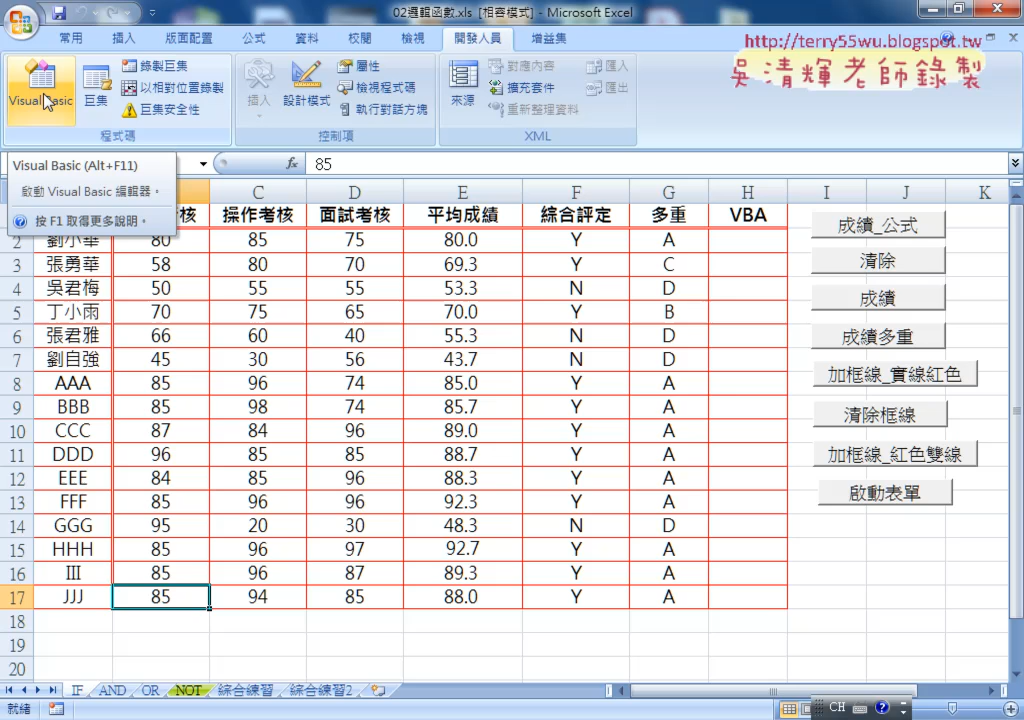 02邏輯函數.xls [相容模式] - Microsoft Excel
常用 插入 版面配置 公式 資料 校閱 檢視 開發人員 增益集
http://terry55wu.blogspot.tw
吳清輝老師錄製
Visual Basic
巨集
錄製巨集
以相對位置錄製
巨集安全性
程式碼
插入
設計模式
屬性
檢視程式碼
執行對話方塊
控制項
來源
對應內容
擴充套件
重新整理資料
匯入
匯出
XML
Visual Basic (Alt+F11)
啟動 Visual Basic 編輯器。
按 F1 取得更多說明。
fx 85
C D E F G H I J K
核 操作考核 面試考核 平均成績 綜合評定 多重 VBA
2 劉小華 80 85 75 80.0 Y A
3 張勇華 58 80 70 69.3 Y C
4 吳君梅 50 55 55 53.3 N D
5 丁小雨 70 75 65 70.0 Y B
6 張君雅 66 60 40 55.3 N D
7 劉自強 45 30 56 43.7 N D
8 AAA 85 96 74 85.0 Y A
9 BBB 85 98 74 85.7 Y A
10 CCC 87 84 96 89.0 Y A
11 DDD 96 85 85 88.7 Y A
12 EEE 84 85 96 88.3 Y A
13 FFF 85 96 96 92.3 Y A
14 GGG 95 20 30 48.3 N D
15 HHH 85 96 97 92.7 Y A
16 III 85 96 87 89.3 Y A
17 JJJ 85 94 85 88.0 Y A
18
19
20
成績_公式
清除
成績
成績多重
加框線_實線紅色
清除框線
加框線_紅色雙線
啟動表單
IF AND OR NOT 綜合練習 綜合練習2
就緒
CH